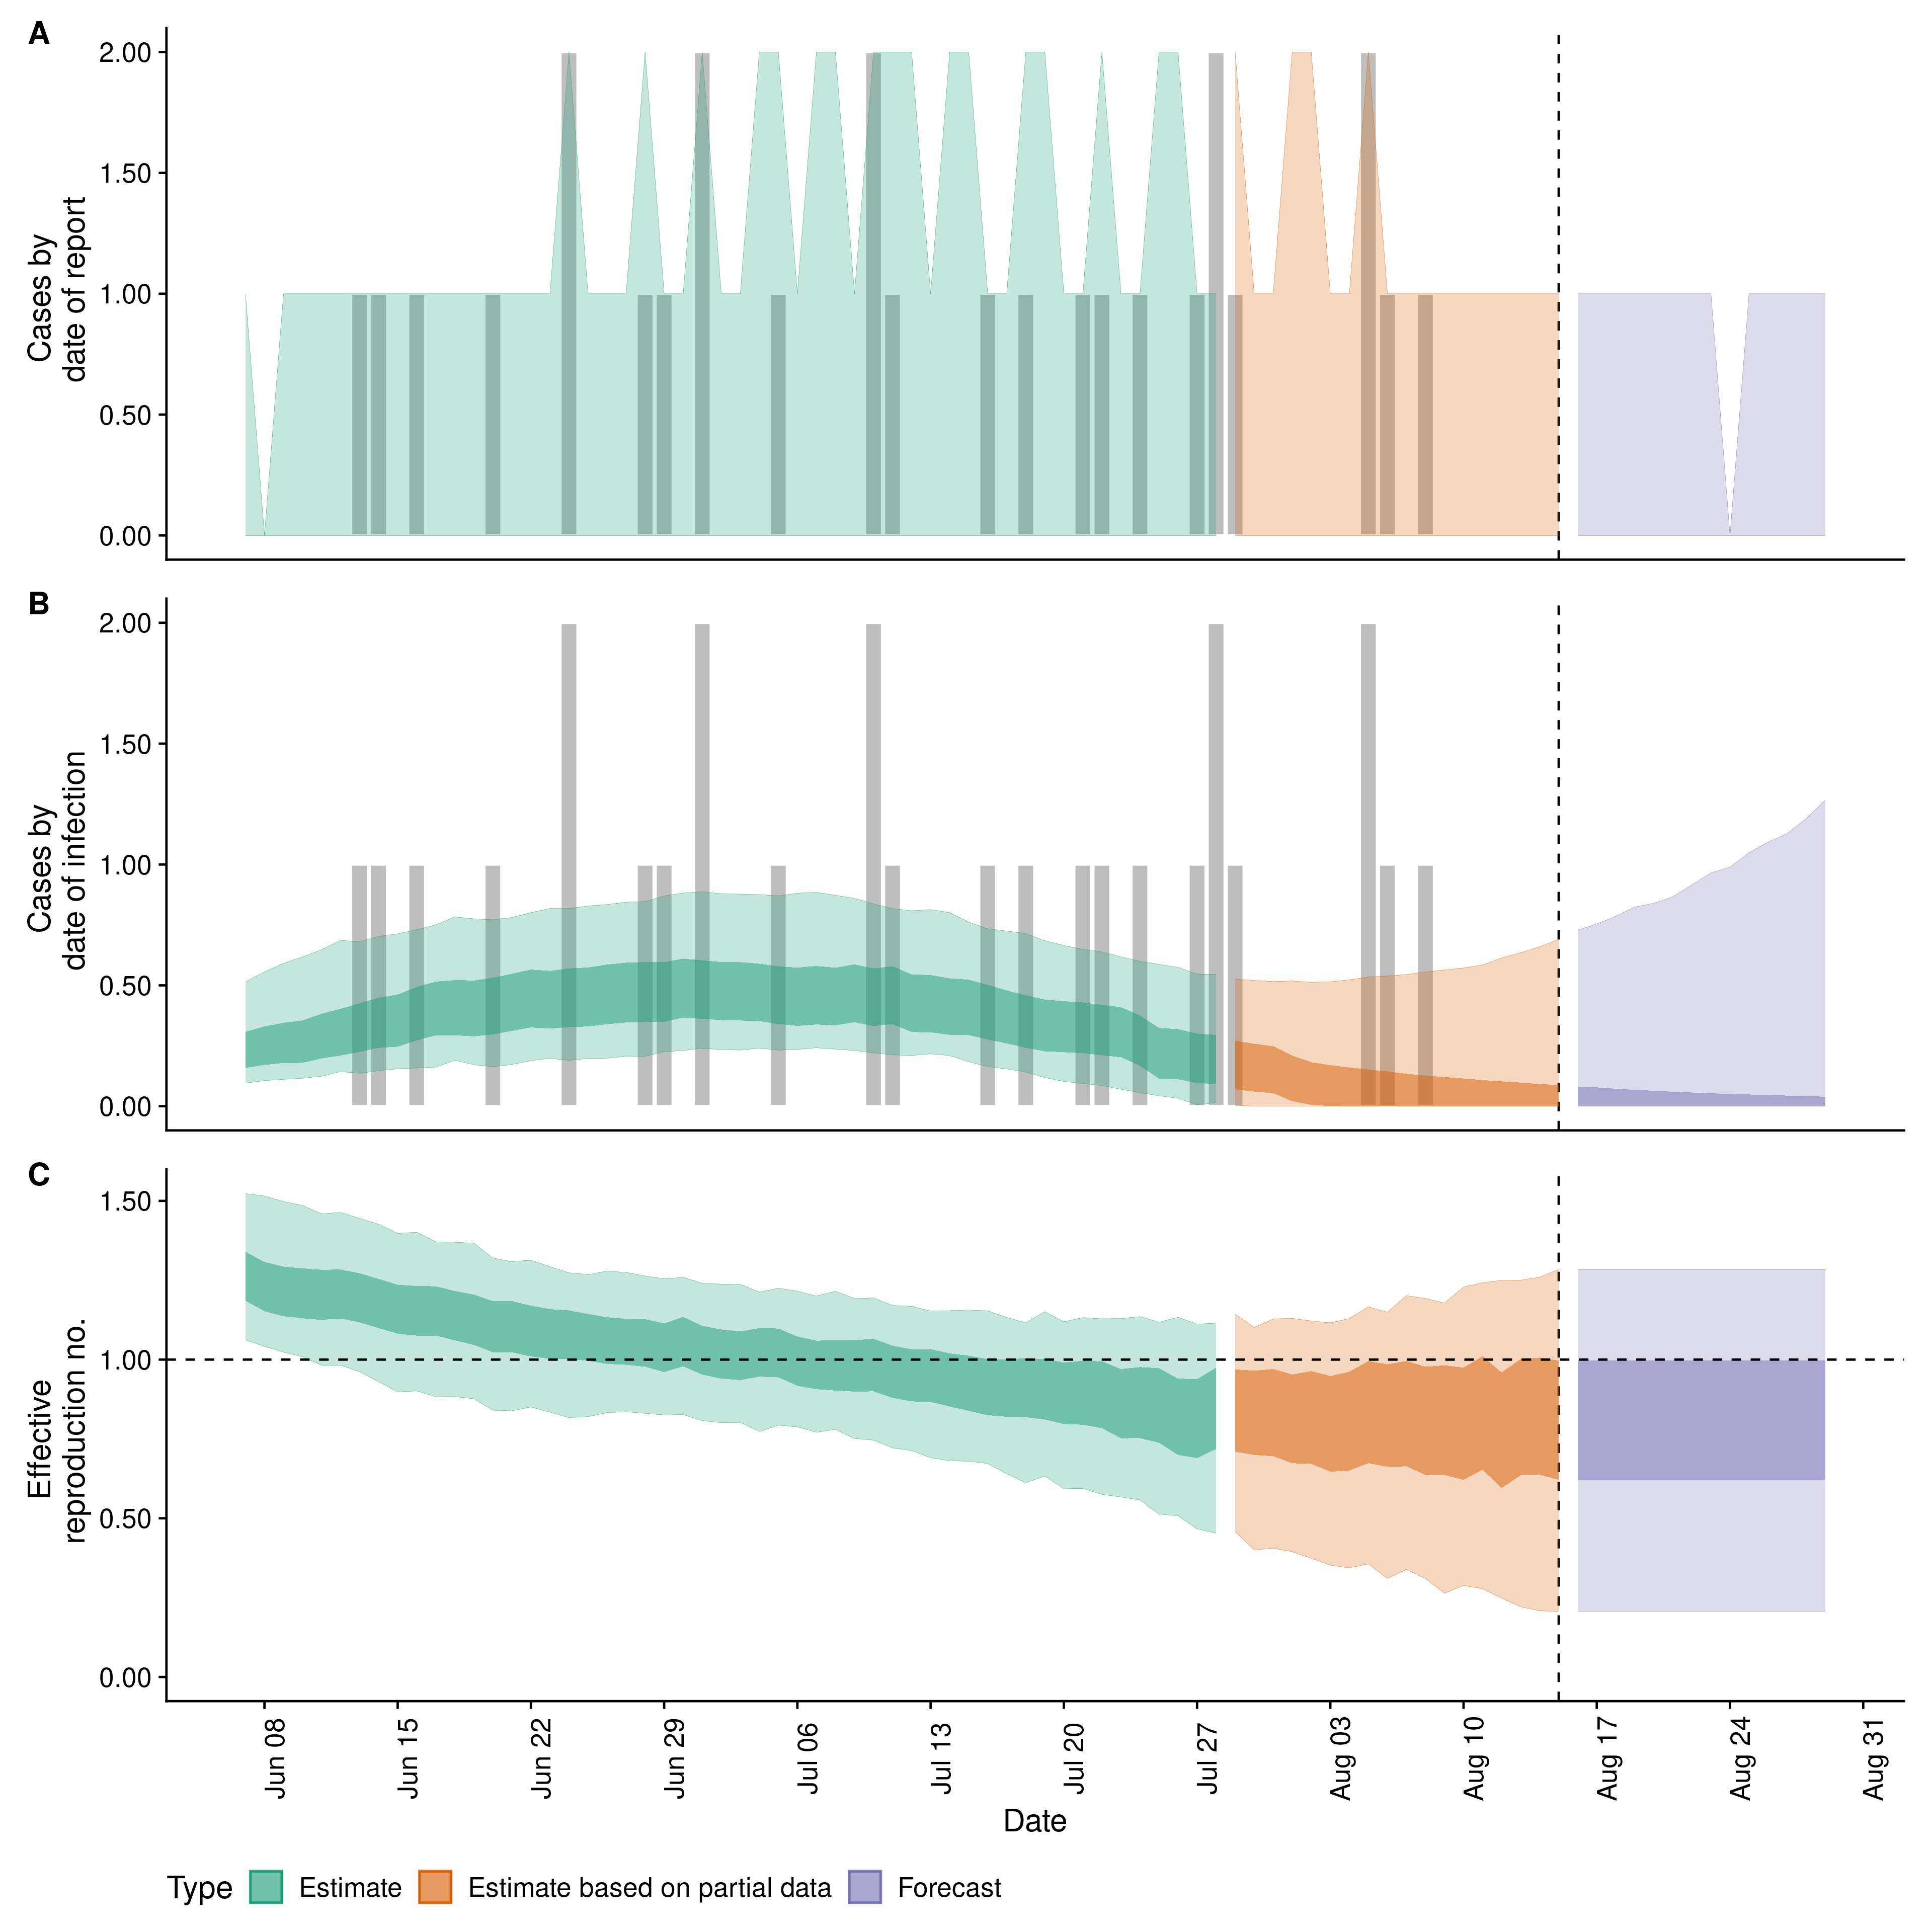 A
2.00
1.50
1.00
0.50
0.00
Cases by
date of report
B
2.00
1.50
1.00
0.50
0.00
Cases by
date of infection
C
1.50
1.00
0.50
0.00
Effective
reproduction no.
Jun 08
Jun 15
Jun 22
Jun 29
Jul 06
Jul 13
Jul 20
Jul 27
Aug 03
Aug 10
Aug 17
Aug 24
Aug 31
Date
Type Estimate Estimate based on partial data Forecast